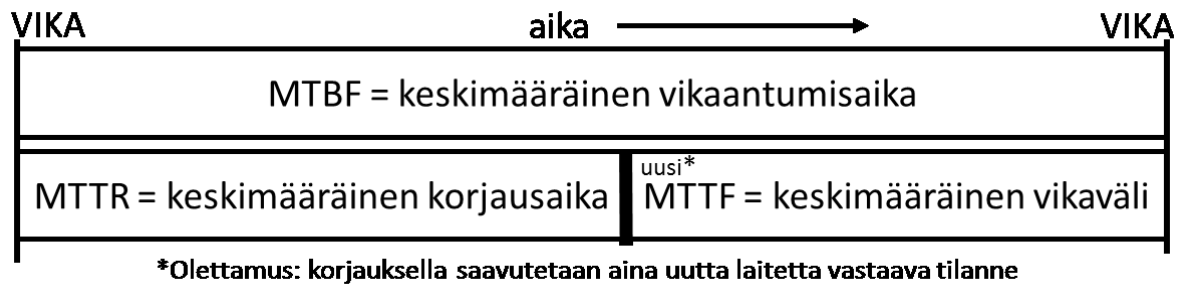 VIKA aika VIKA
MTBF = keskimääräinen vikaantumisaika
uusi*
MTTR = keskimääräinen korjausaika MTTF = keskimääräinen vikaväli
*Olettamus: korjauksella saavutetaan aina uutta laitetta vastaava tilanne